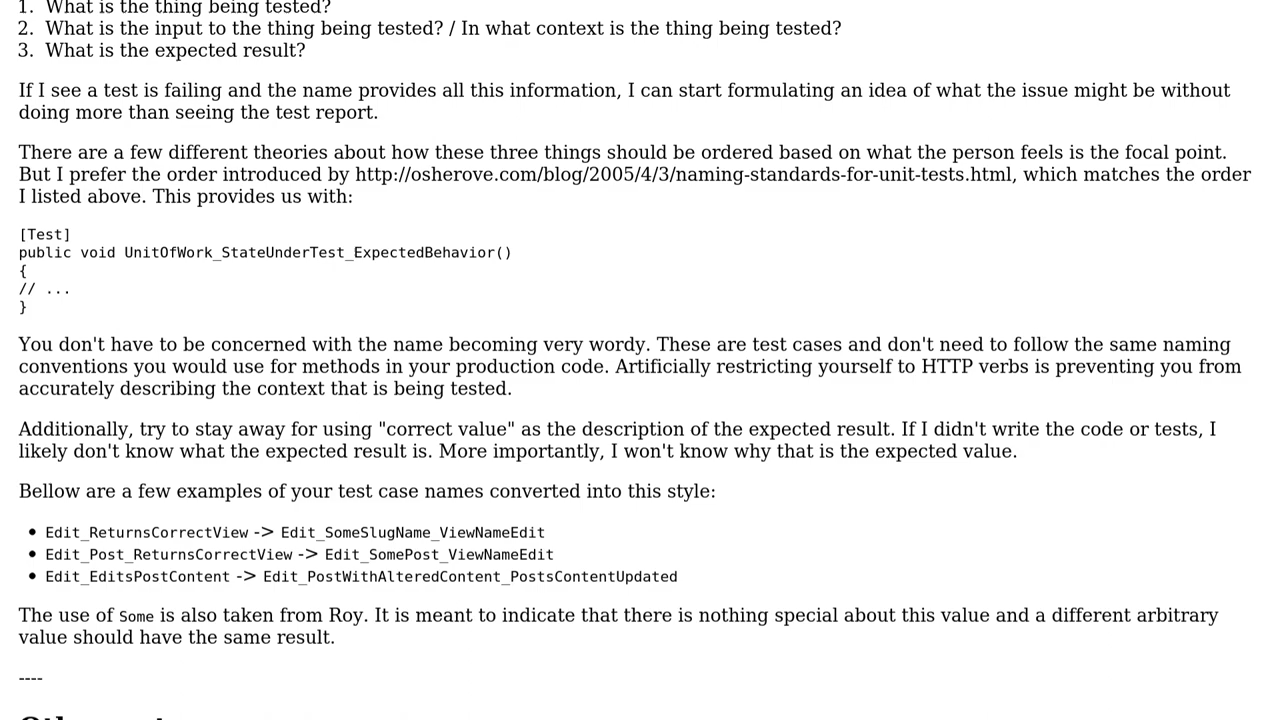 1. What is the thing being tested?
2. What is the input to the thing being tested? / In what context is the thing being tested?
3. What is the expected result?
If I see a test is failing and the name provides all this information, I can start formulating an idea of what the issue might be without
doing more than seeing the test report.
There are a few different theories about how these three things should be ordered based on what the person feels is the focal point.
But I prefer the order introduced by http://osherove.com/blog/2005/4/3/naming-standards-for-unit-tests.html, which matches the order
I listed above. This provides us with:
[Test]
public void UnitOfWork_StateUnderTest_ExpectedBehavior()
{
// ...
}
You don't have to be concerned with the name becoming very wordy. These are test cases and don't need to follow the same naming
conventions you would use for methods in your production code. Artificially restricting yourself to HTTP verbs is preventing you from
accurately describing the context that is being tested.
Additionally, try to stay away for using "correct value" as the description of the expected result. If I didn't write the code or tests, I
likely don't know what the expected result is. More importantly, I won't know why that is the expected value.
Bellow are a few examples of your test case names converted into this style:
• Edit_ReturnsCorrectView -> Edit_SomeSlugName_ViewNameEdit
• Edit_Post_ReturnsCorrectView -> Edit_SomePost_ViewNameEdit
• Edit_EditsPostContent -> Edit_PostWithAlteredContent_PostsContentUpdated
The use of Some is also taken from Roy. It is meant to indicate that there is nothing special about this value and a different arbitrary
value should have the same result.
----